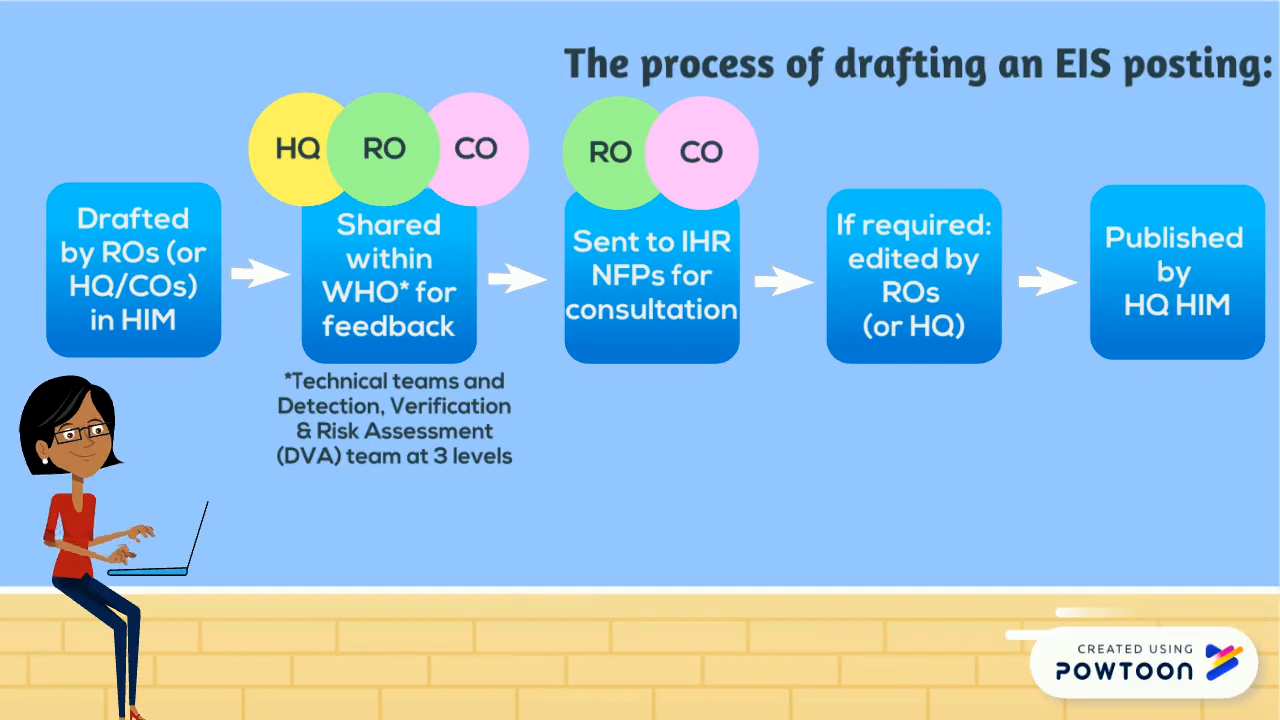 The process of drafting an EIS posting:
HQ
RO
CO
RO
CO
Drafted
by ROs (or
HQ/COs)
in HIM
Shared
within
WHO* for
feedback
Sent to IHR
NFPs for
consultation
If required:
edited by
ROs
(or HQ)
Published
by
HQ HIM
*Technical teams and
Detection, Verification
& Risk Assessment
(DVA) team at 3 levels
CREATED USING
POWTOON